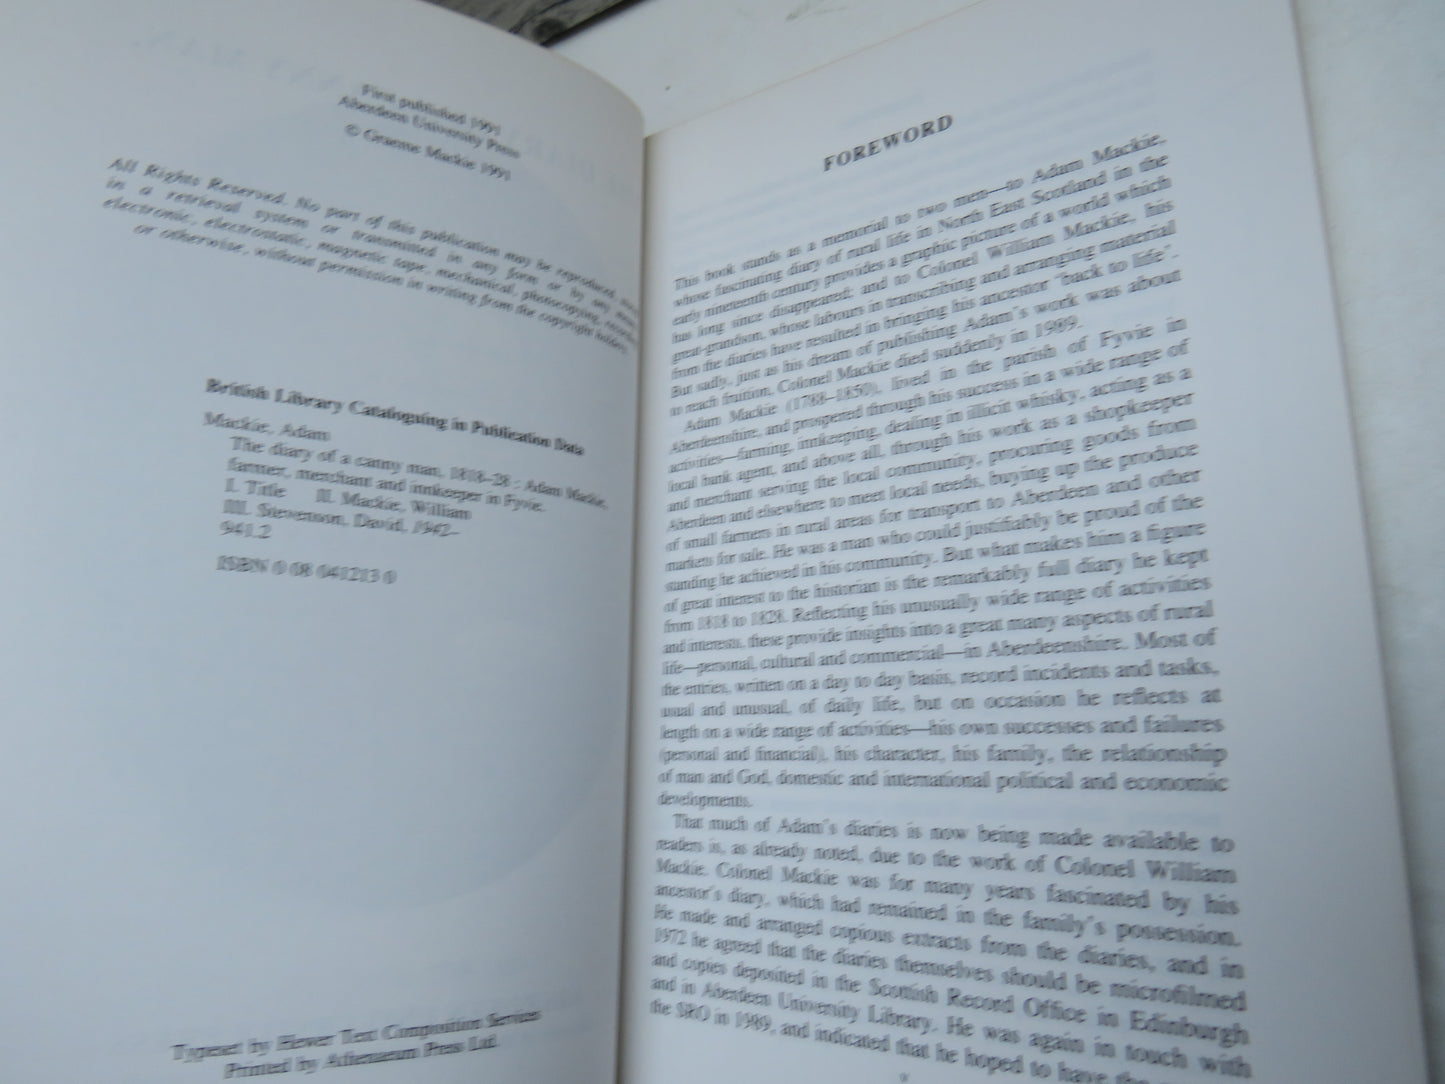 First published 1991
Aberdeen University Press
© Graeme Mackie 1991
All Rights Reserved. No part of this publication may be reproduced, stored
in a retrieval system or transmitted in any form or by any means,
electronic, electrostatic, magnetic tape, mechanical, photocopying, recording
or otherwise, without permission in writing from the copyright holders.
British Library Cataloguing in Publication Data
Mackie, Adam
The diary of a canny man, 1818–28 : Adam Mackie,
farmer, merchant and innkeeper in Fyvie.
I. Title II. Mackie, William
III. Stevenson, David, 1942–
941.2
ISBN 0 08 041213 0
Typeset by Hewer Text Composition Services
Printed by Athenaeum Press Ltd.
FOREWORD
This book stands as a memorial to two men—to Adam Mackie,
whose fascinating diary of rural life in North East Scotland in the
early nineteenth century provides a graphic picture of a world which
has long since disappeared; and to Colonel William Mackie, his
great-grandson, whose labours in transcribing and arranging material
from the diaries have resulted in bringing his ancestor "back to life".
But sadly, just as his dream of publishing Adam's work was about
to reach fruition, Colonel Mackie died suddenly in 1989.
Adam Mackie (1788–1850), lived in the parish of Fyvie in
Aberdeenshire, and prospered through his success in a wide range of
activities—farming, innkeeping, dealing in illicit whisky, acting as a
local bank agent, and above all, through his work as a shopkeeper
and merchant serving the local community, procuring goods from
Aberdeen and elsewhere to meet local needs, buying up the produce
of small farmers in rural areas for transport to Aberdeen and other
markets for sale. He was a man who could justifiably be proud of the
standing he achieved in his community. But what makes him a figure
of great interest to the historian is the remarkably full diary he kept
from 1818 to 1828. Reflecting his unusually wide range of activities
and interests, these provide insights into a great many aspects of rural
life—personal, cultural and commercial—in Aberdeenshire. Most of
the entries, written on a day to day basis, record incidents and tasks,
usual and unusual, of daily life, but on occasion he reflects at
length on a wide range of activities—his own successes and failures
(personal and financial), his character, his family, the relationship
of man and God, domestic and international political and economic
developments.
That much of Adam's diaries is now being made available to
readers is, as already noted, due to the work of Colonel William
Mackie. Colonel Mackie was for many years fascinated by his
ancestor's diary, which had remained in the family's possession.
He made and arranged copious extracts from the diaries, and in
1972 he agreed that the diaries themselves should be microfilmed
and copies deposited in the Scottish Record Office in Edinburgh
and in Aberdeen University Library. He was again in touch with
the SRO in 1989, and indicated that he hoped to have the
v